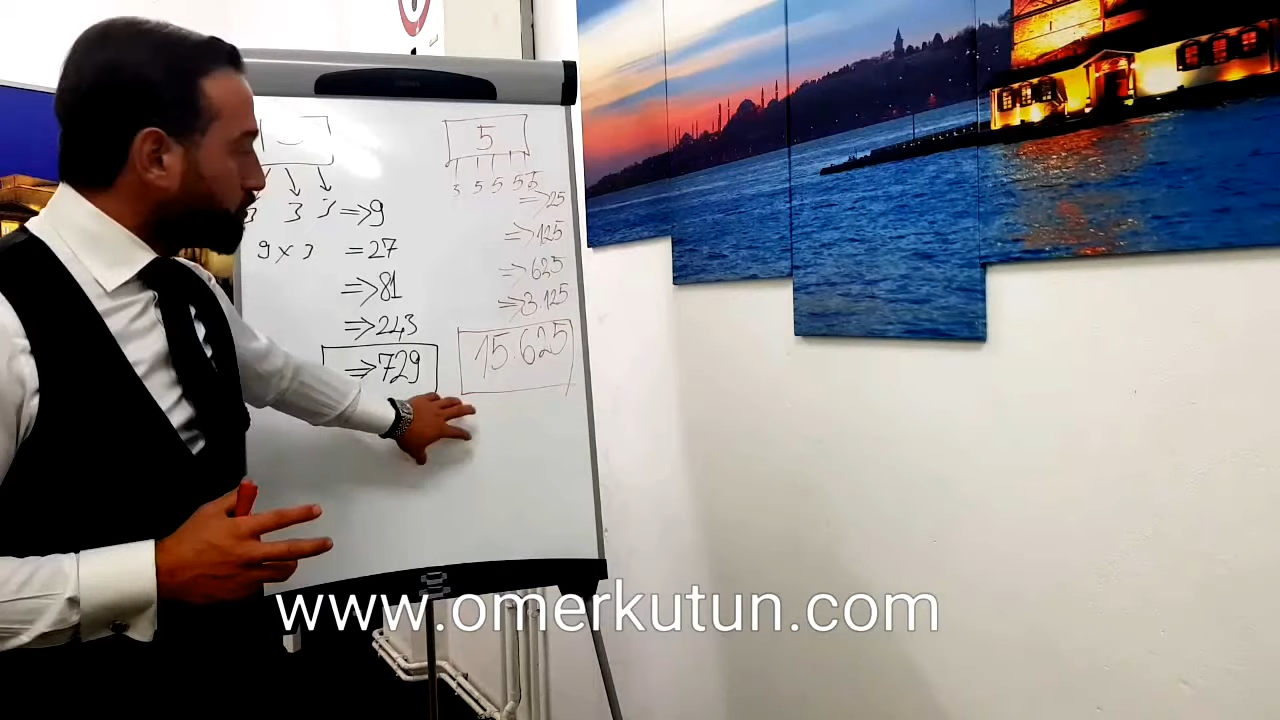 3 3 3 ⇒ 9
9 x 3 = 27
⇒ 81
⇒ 243
⇒ 729
5
5 5 5 5 5
⇒ 25
⇒ 125
⇒ 625
⇒ 3.125
15.625
www.omerkutun.com